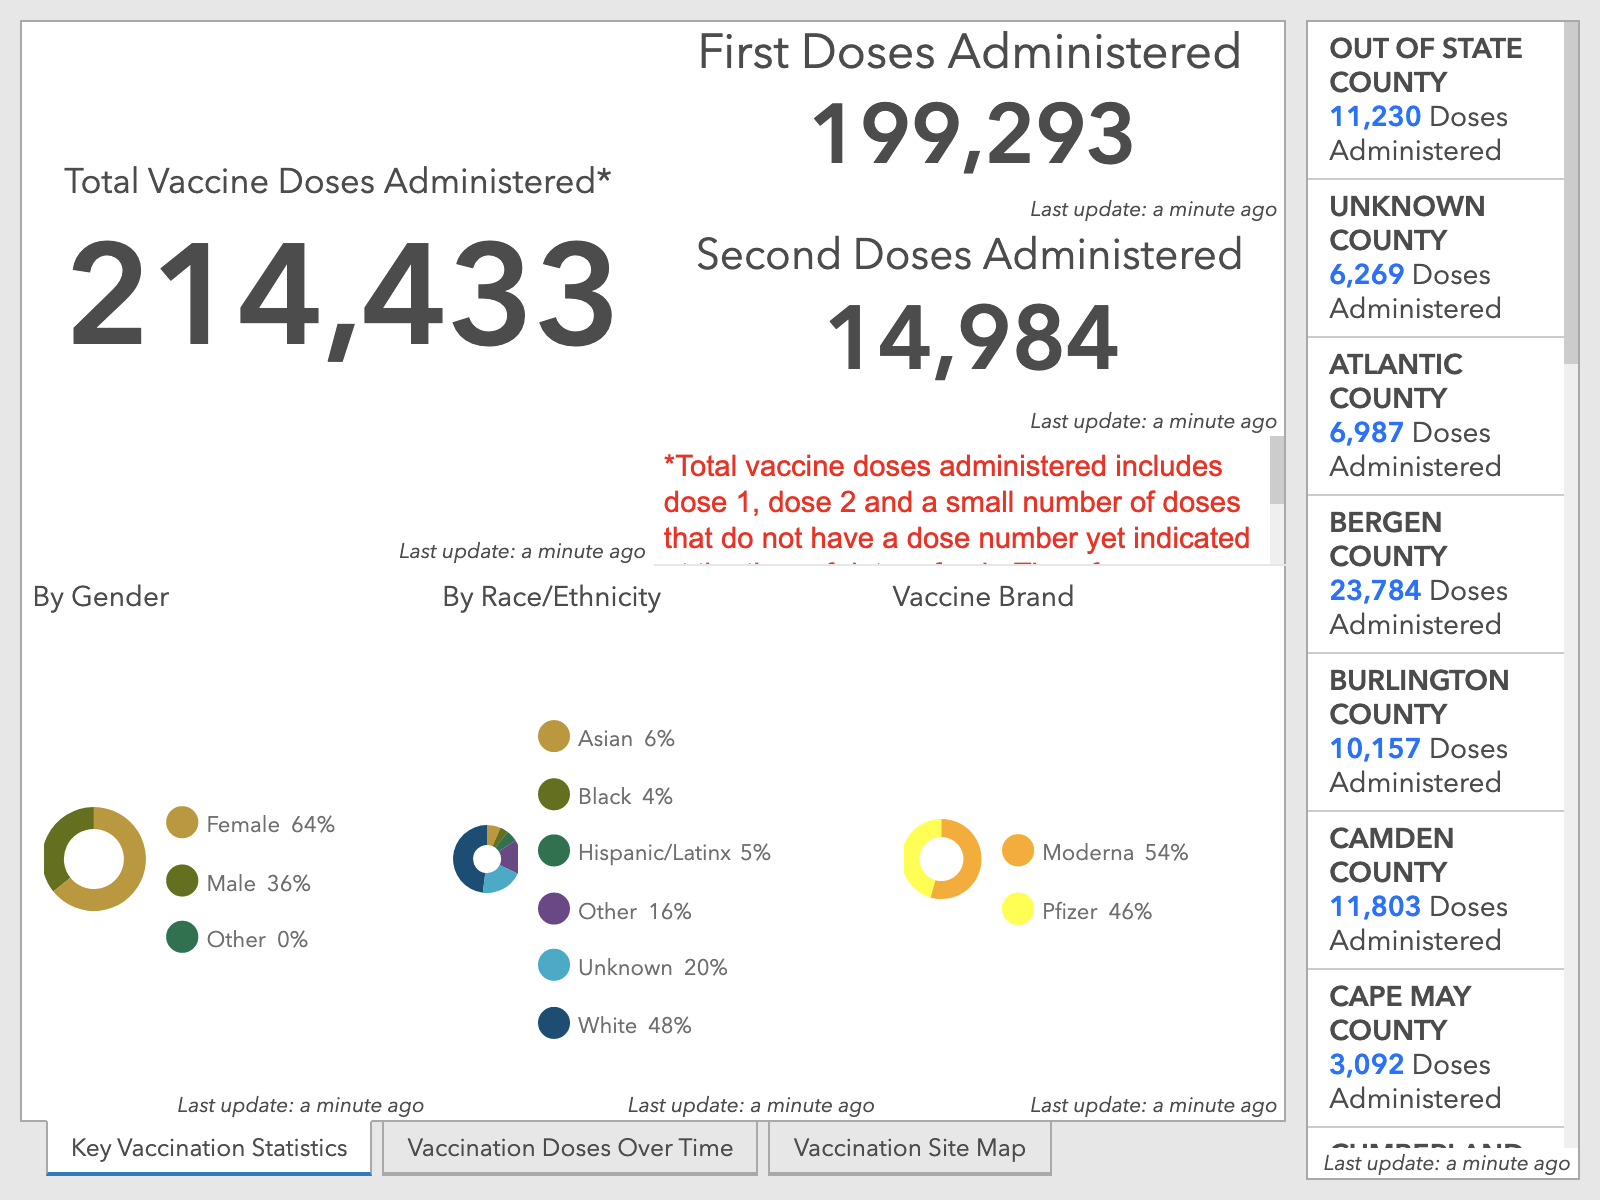 Total Vaccine Doses Administered*
214,433
Last update: a minute ago
First Doses Administered
199,293
Last update: a minute ago
Second Doses Administered
14,984
Last update: a minute ago
*Total vaccine doses administered includes
dose 1, dose 2 and a small number of doses
that do not have a dose number yet indicated
By Gender
Female 64%
Male 36%
Other 0%
Last update: a minute ago
By Race/Ethnicity
Asian 6%
Black 4%
Hispanic/Latinx 5%
Other 16%
Unknown 20%
White 48%
Last update: a minute ago
Vaccine Brand
Moderna 54%
Pfizer 46%
Last update: a minute ago
Key Vaccination Statistics
Vaccination Doses Over Time
Vaccination Site Map
OUT OF STATE
COUNTY
11,230 Doses
Administered
UNKNOWN
COUNTY
6,269 Doses
Administered
ATLANTIC
COUNTY
6,987 Doses
Administered
BERGEN
COUNTY
23,784 Doses
Administered
BURLINGTON
COUNTY
10,157 Doses
Administered
CAMDEN
COUNTY
11,803 Doses
Administered
CAPE MAY
COUNTY
3,092 Doses
Administered
CUMBERLAND
Last update: a minute ago